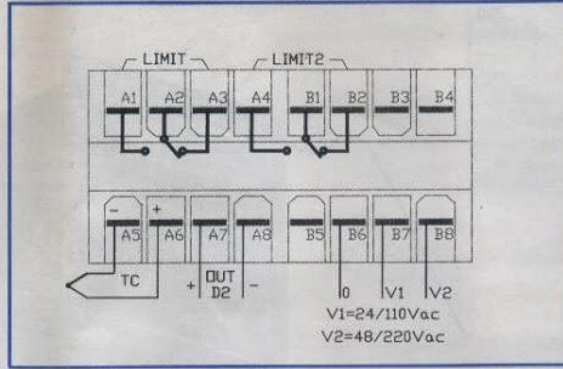 LIMIT LIMIT2
A1 A2 A3 A4 B1 B2 B3 B4
- +
A5 A6 A7 A8 B5 B6 B7 B8
TC + OUT - 0 V1 V2
D2
V1=24/110Vac
V2=48/220Vac